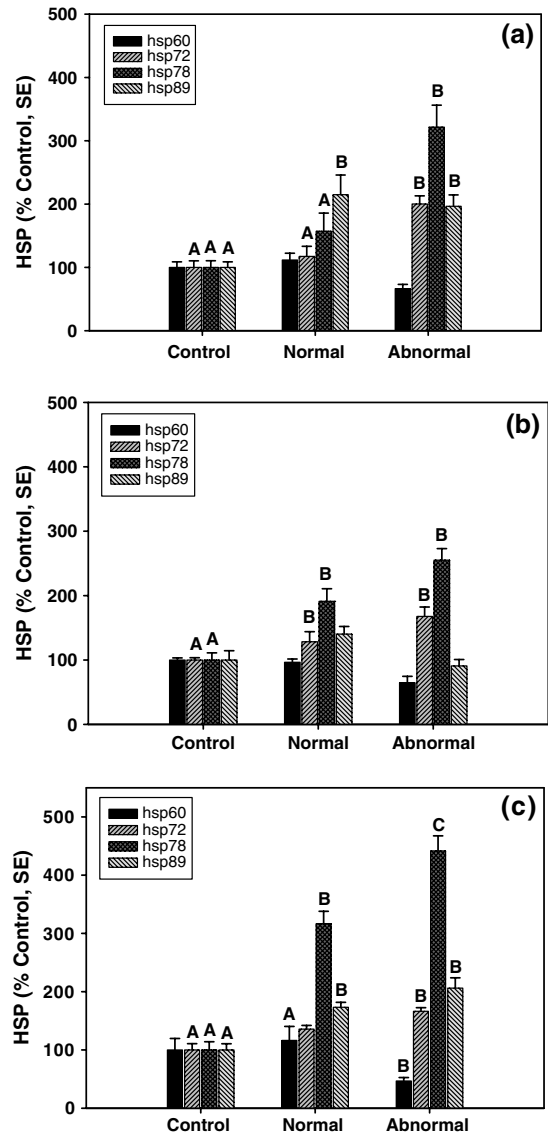 500
(a)
hsp60
hsp72
hsp78
hsp89
400
300
200
100
0
HSP (% Control, SE)
A A A
A A B
B B B
Control Normal Abnormal
500
(b)
hsp60
hsp72
hsp78
hsp89
400
300
200
100
0
HSP (% Control, SE)
A A
B B
B B
Control Normal Abnormal
(c)
500
hsp60
hsp72
hsp78
hsp89
400
300
200
100
0
HSP (% Control, SE)
A A A
A B B
B B C B
Control Normal Abnormal